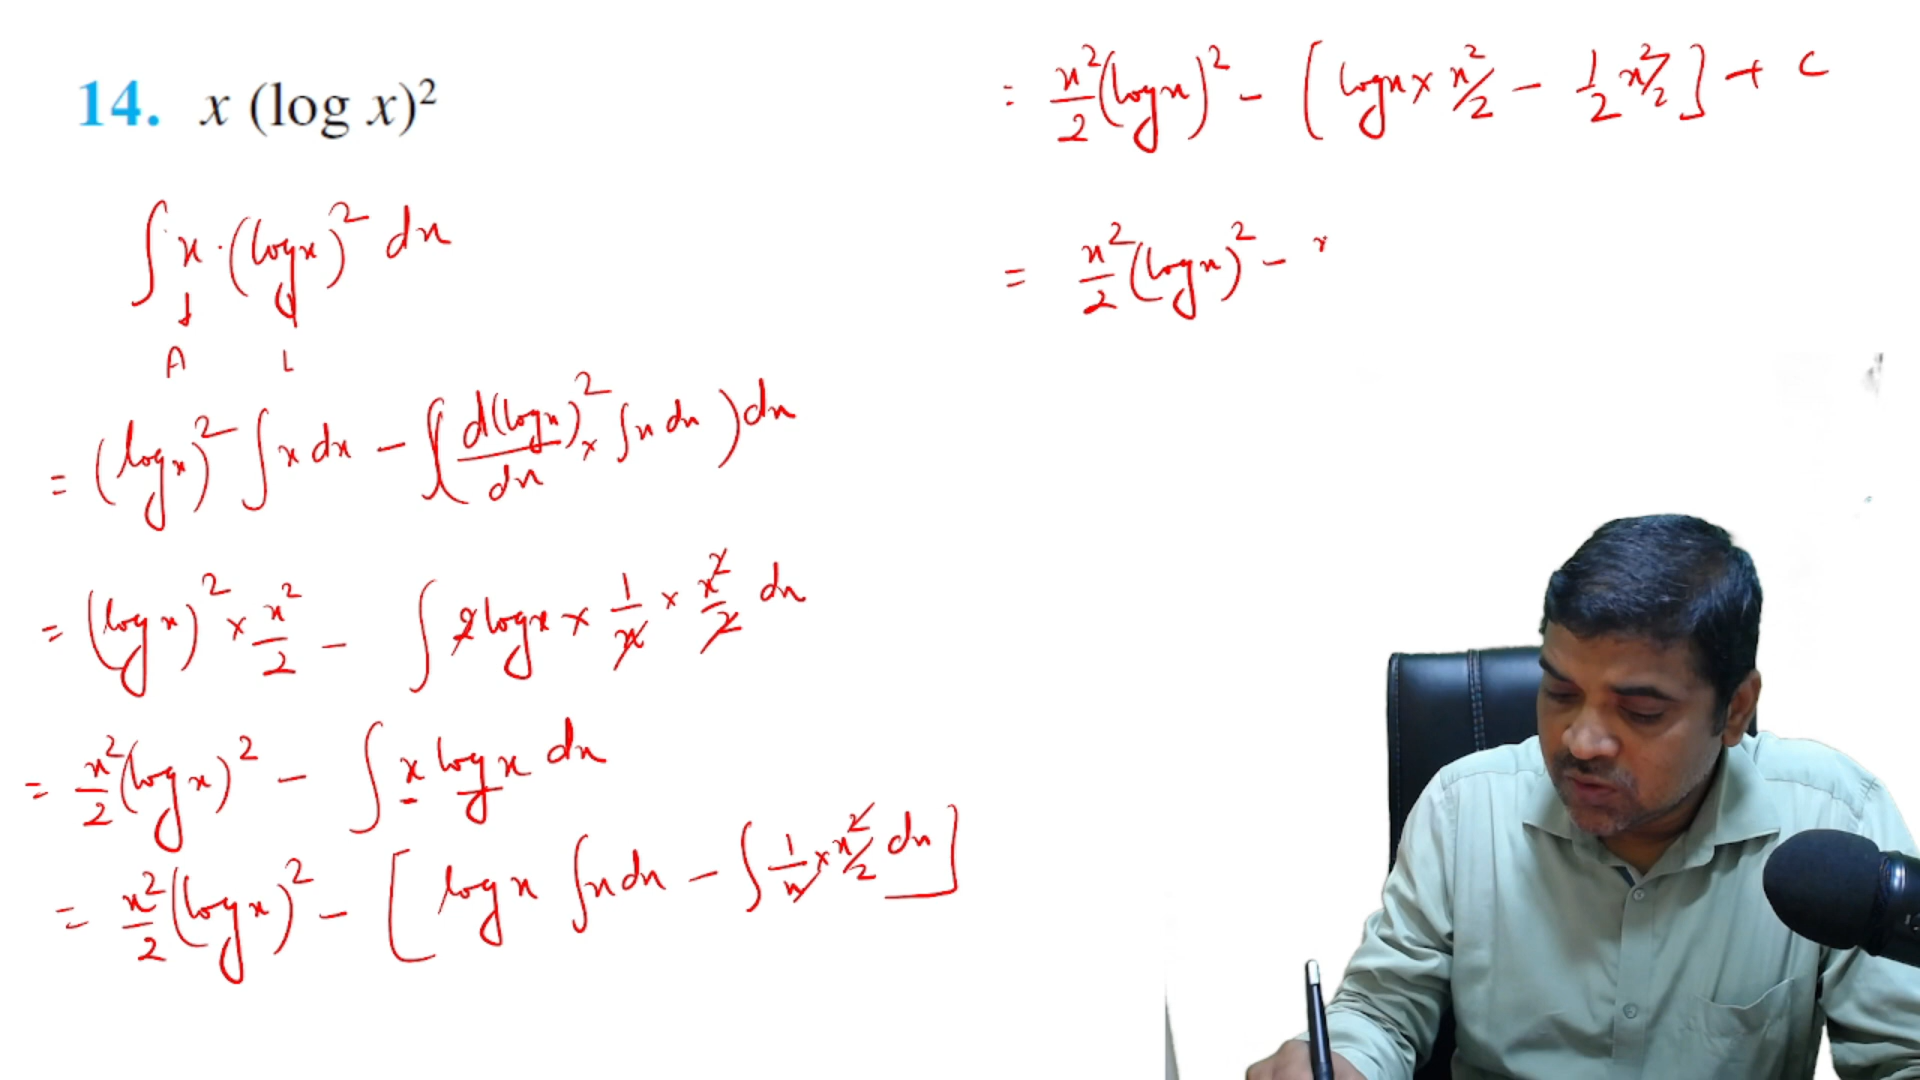 14. x (log x)²
∫ x · (log x)² dx
↓ ↓
A L
= (log x)² ∫ x dx − ∫ ( d(log x)²/dx × ∫ x dx ) dx
= (log x)² × x²/2 − ∫ 2 log x × 1/x × x²/2 dx
= x²/2 (log x)² − ∫ x log x dx
= x²/2 (log x)² − [ log x ∫ x dx − ∫ 1/x × x²/2 dx ]
= x²/2 (log x)² − [ log x × x²/2 − 1/2 x²/2 ] + c
= x²/2 (log x)² −